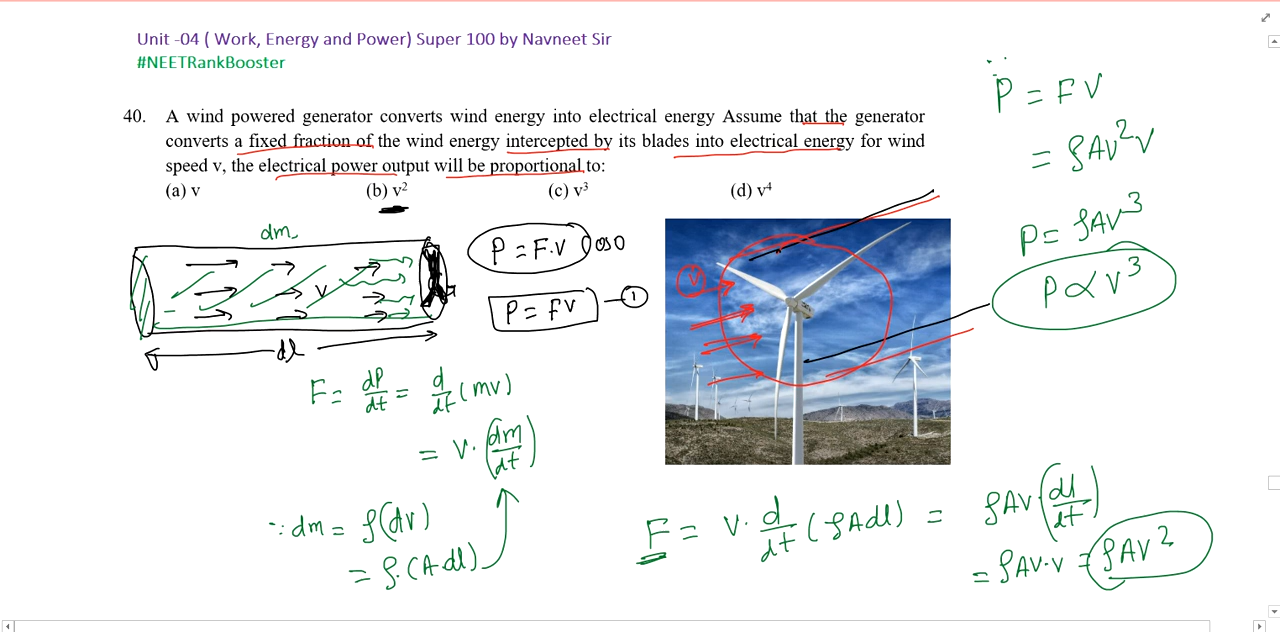 Unit -04 ( Work, Energy and Power) Super 100 by Navneet Sir
#NEETRankBooster
40. A wind powered generator converts wind energy into electrical energy Assume that the generator
converts a fixed fraction of the wind energy intercepted by its blades into electrical energy for wind
speed v, the electrical power output will be proportional to:
(a) v (b) v² (c) v³ (d) v⁴
dm
V
dl
P = F.V cos0
P = FV —①
F = dP/dt = d/dt (mv)
= V. (dm/dt)
∵ dm = ρ(dv)
= ρ.(A dl)
V
F = V. d/dt (ρAdl) = ρAV (dl/dt)
= ρAV.V = ρAV²
P = FV
= ρAV²V
P = ρAV³
P∝V³